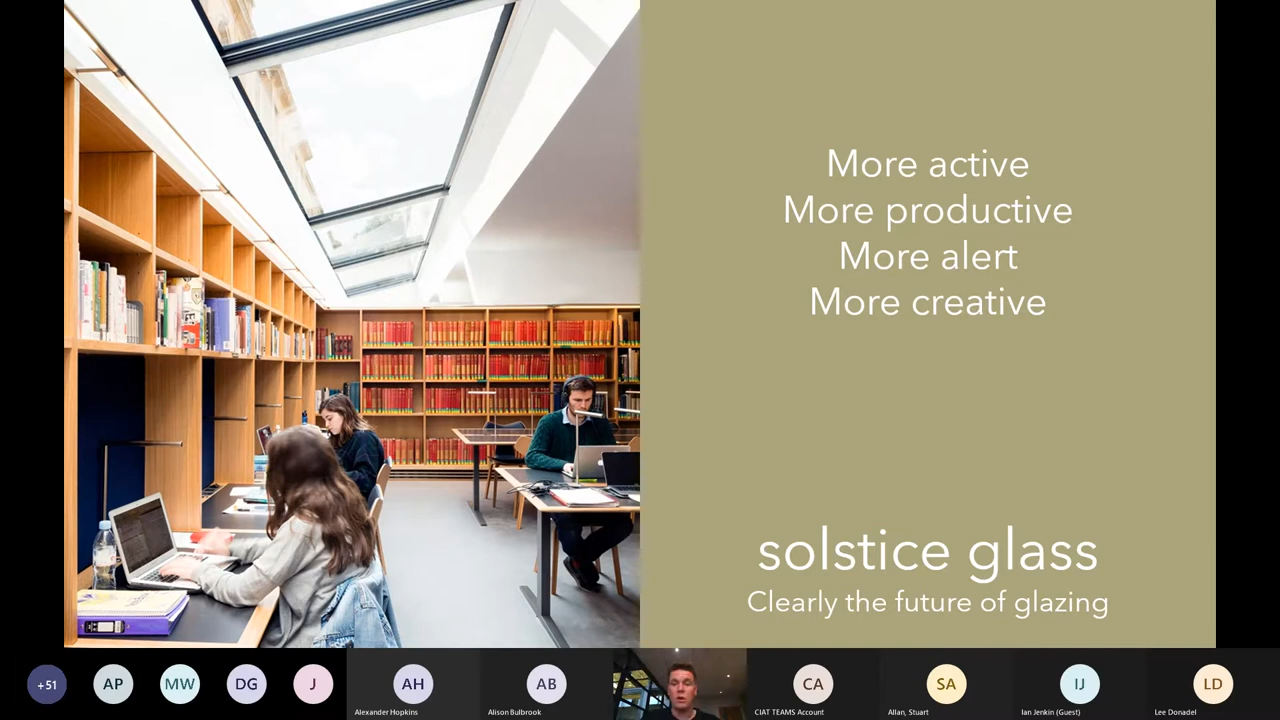 More active
More productive
More alert
More creative
solstice glass
Clearly the future of glazing
+51
AP
MW
DG
J
AH
AB
CA
SA
IJ
LD
Alexander Hopkins
Alison Bulbrook
CIAT TEAMS Account
Allan, Stuart
Ian Jenkin (Guest)
Lee Donadel